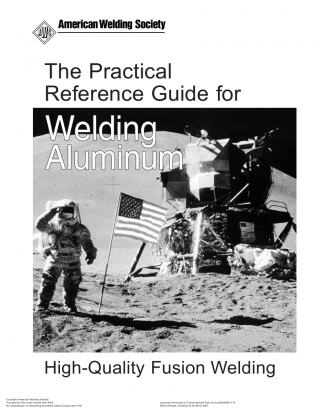 American Welding Society
The Practical
Reference Guide for
Welding
Aluminum
High-Quality Fusion Welding